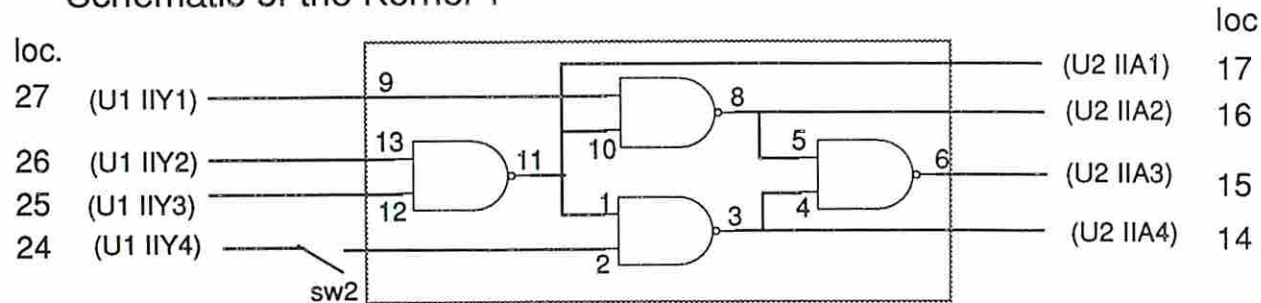 Schematic of the Kernel
loc.
loc
27 (U1 IIY1) 9 8 (U2 IIA1) 17
(U2 IIA2) 16
26 (U1 IIY2) 13 11 10 5 6 (U2 IIA3) 15
25 (U1 IIY3) 12 1 3 4
24 (U1 IIY4) 2 (U2 IIA4) 14
sw2